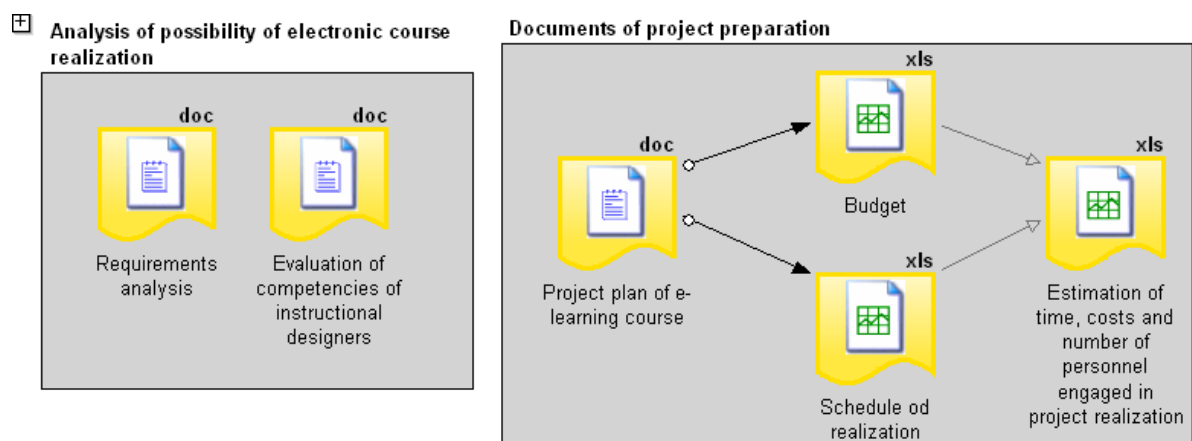 Analysis of possibility of electronic course
realization
doc
doc
Requirements
analysis
Evaluation of
competencies of
instructional
designers
Documents of project preparation
doc
Project plan of e-
learning course
xls
Budget
xls
Schedule od
realization
xls
Estimation of
time, costs and
number of
personnel
engaged in
project realization